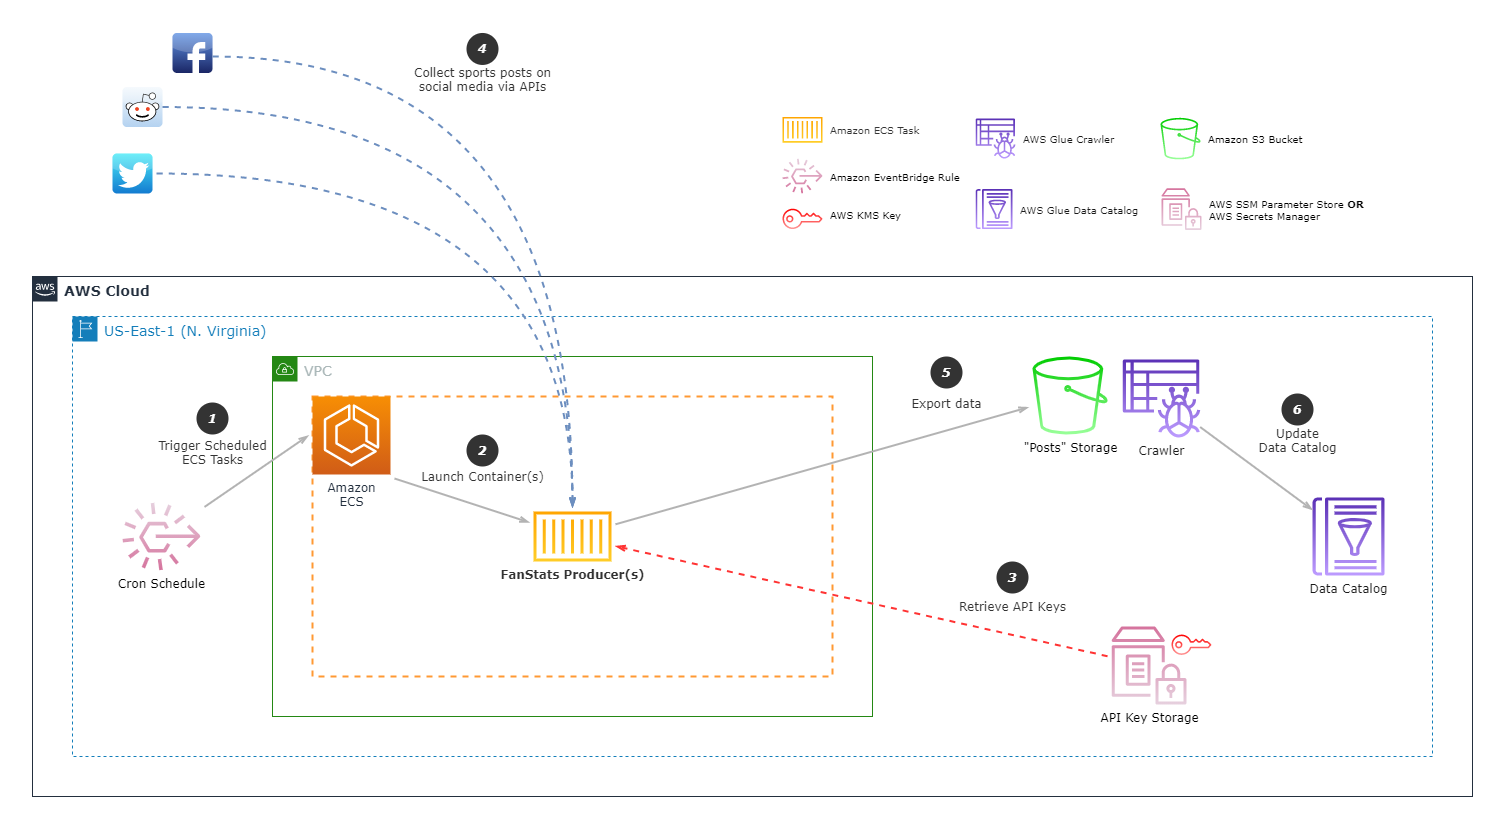 4
Collect sports posts on
social media via APIs
Amazon ECS Task
AWS Glue Crawler
Amazon S3 Bucket
Amazon EventBridge Rule
AWS KMS Key
AWS Glue Data Catalog
AWS SSM Parameter Store OR
AWS Secrets Manager
aws
AWS Cloud
US-East-1 (N. Virginia)
VPC
1
Trigger Scheduled
ECS Tasks
Cron Schedule
Amazon
ECS
2
Launch Container(s)
FanStats Producer(s)
5
Export data
"Posts" Storage
Crawler
6
Update
Data Catalog
Data Catalog
3
Retrieve API Keys
API Key Storage